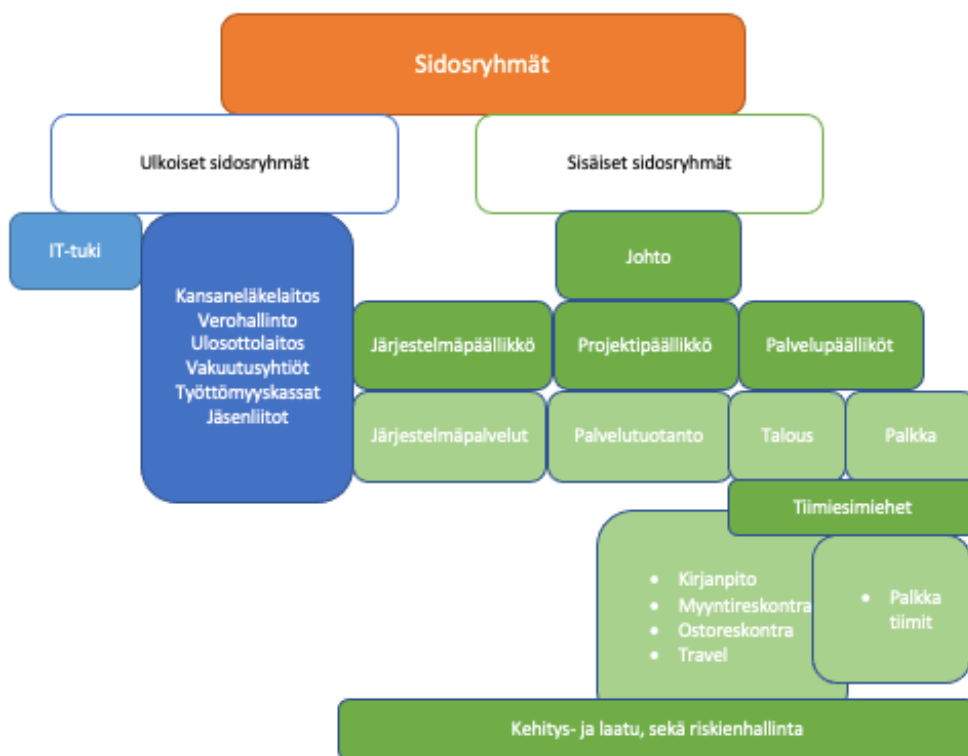 Sidosryhmät
Ulkoiset sidosryhmät
Sisäiset sidosryhmät
IT-tuki
Kansaneläkelaitos
Verohallinto
Ulosottolaitos
Vakuutusyhtiöt
Työttömyyskassat
Jäsenliitot
Johto
Järjestelmäpäällikkö
Projektipäällikkö
Palvelupäälliköt
Järjestelmäpalvelut
Palvelutuotanto
Talous
Palkka
Tiimiesimiehet
• Kirjanpito
• Myyntireskontra
• Ostoreskontra
• Travel
• Palkka
tiimit
Kehitys- ja laatu, sekä riskienhallinta